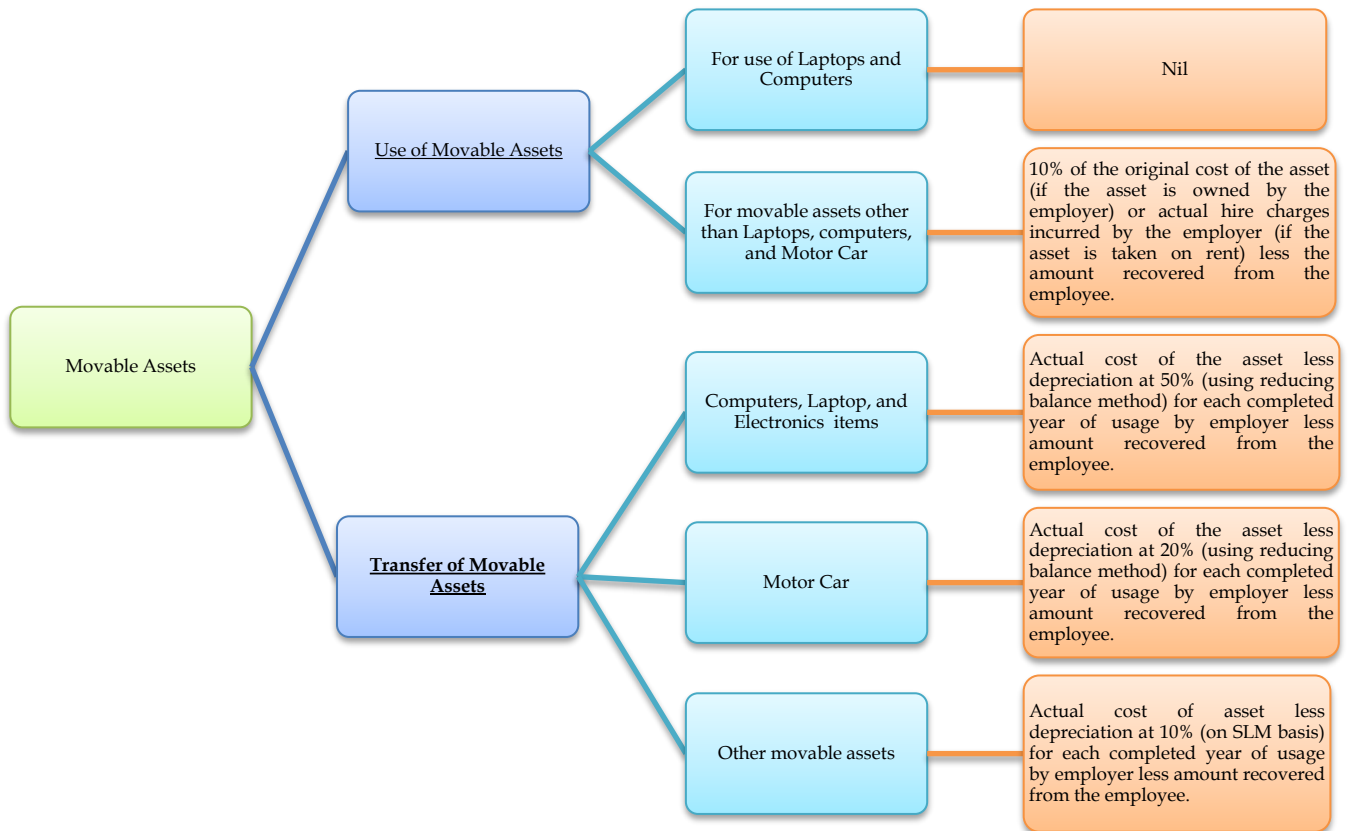 Movable Assets
Use of Movable Assets
For use of Laptops and
Computers
Nil
For movable assets other
than Laptops, computers,
and Motor Car
10% of the original cost of the asset
(if the asset is owned by the
employer) or actual hire charges
incurred by the employer (if the
asset is taken on rent) less the
amount recovered from the
employee.
Transfer of Movable
Assets
Computers, Laptop, and
Electronics items
Actual cost of the asset less
depreciation at 50% (using reducing
balance method) for each completed
year of usage by employer less
amount recovered from the
employee.
Motor Car
Actual cost of the asset less
depreciation at 20% (using reducing
balance method) for each completed
year of usage by employer less
amount recovered from the
employee.
Other movable assets
Actual cost of asset less
depreciation at 10% (on SLM basis)
for each completed year of usage
by employer less amount recovered
from the employee.